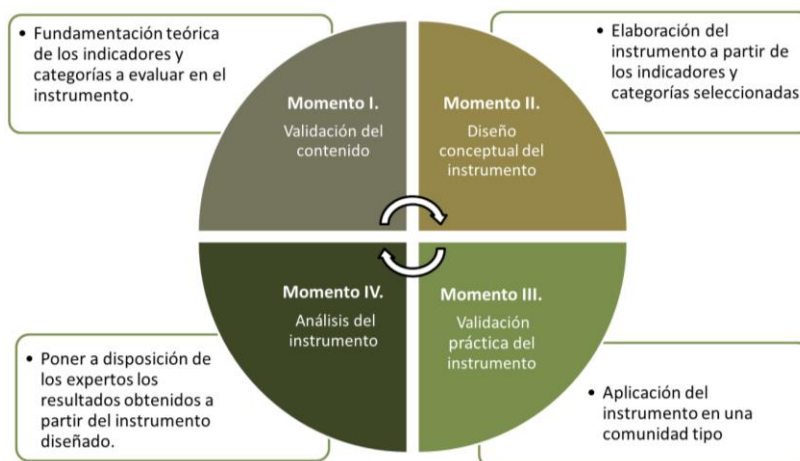 • Fundamentación teórica
de los indicadores y
categorías a evaluar en el
instrumento.
Momento I.
Validación del
contenido
Momento II.
Diseño
conceptual del
instrumento
• Elaboración del
instrumento a partir de
los indicadores y
categorías seleccionadas
Momento IV.
Análisis del
instrumento
• Poner a disposición de
los expertos los
resultados obtenidos a
partir del instrumento
diseñado.
Momento III.
Validación
práctica del
instrumento
• Aplicación del
instrumento en una
comunidad tipo